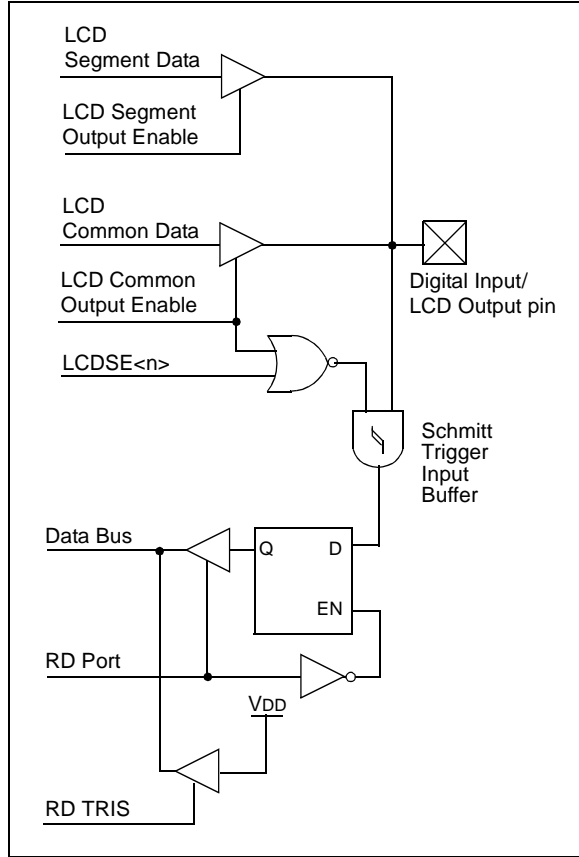 LCD
Segment Data
LCD Segment
Output Enable
LCD
Common Data
LCD Common
Output Enable
Digital Input/
LCD Output pin
LCDSE<n>
Schmitt
Trigger
Input
Buffer
Data Bus
Q
D
EN
RD Port
VDD
RD TRIS